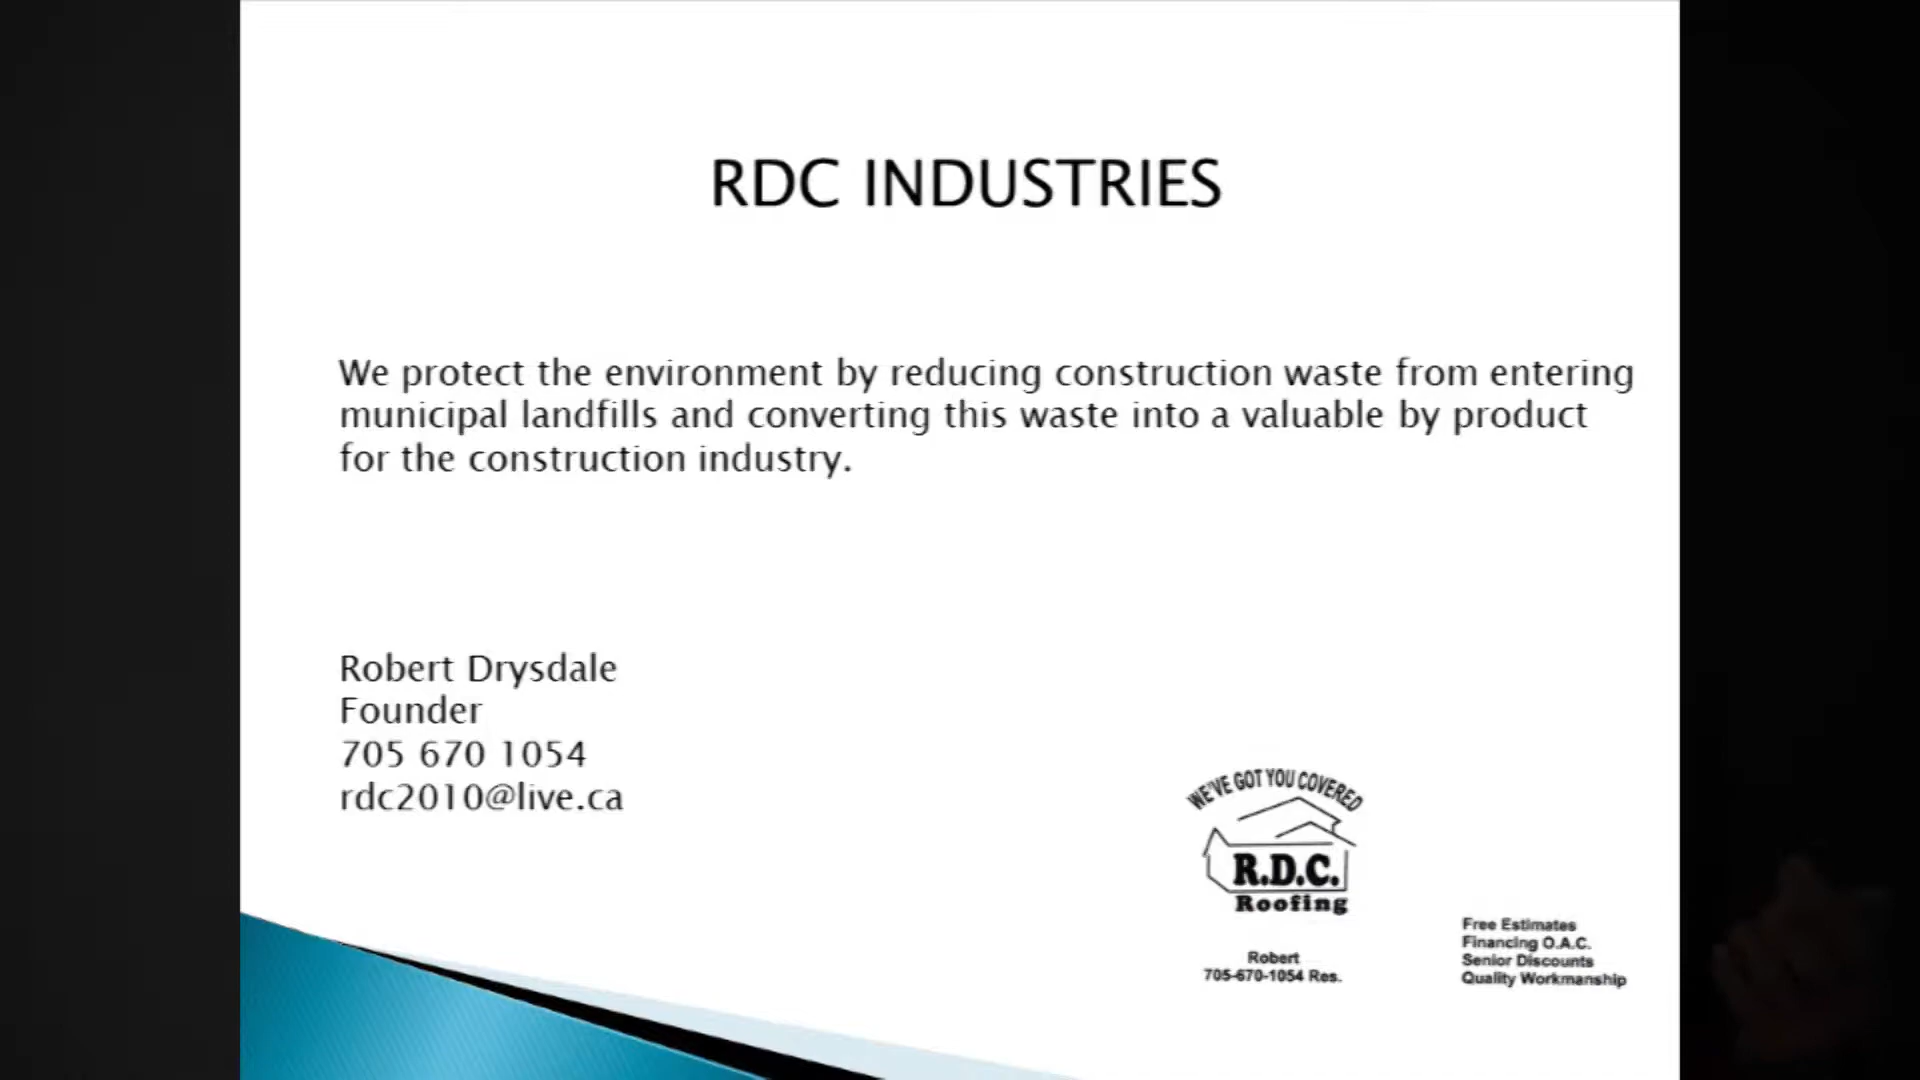 RDC INDUSTRIES
We protect the environment by reducing construction waste from entering
municipal landfills and converting this waste into a valuable by product
for the construction industry.
Robert Drysdale
Founder
705 670 1054
rdc2010@live.ca
WE'VE GOT YOU COVERED
R.D.C.
Roofing
Robert
705-670-1054 Res.
Free Estimates
Financing O.A.C.
Senior Discounts
Quality Workmanship